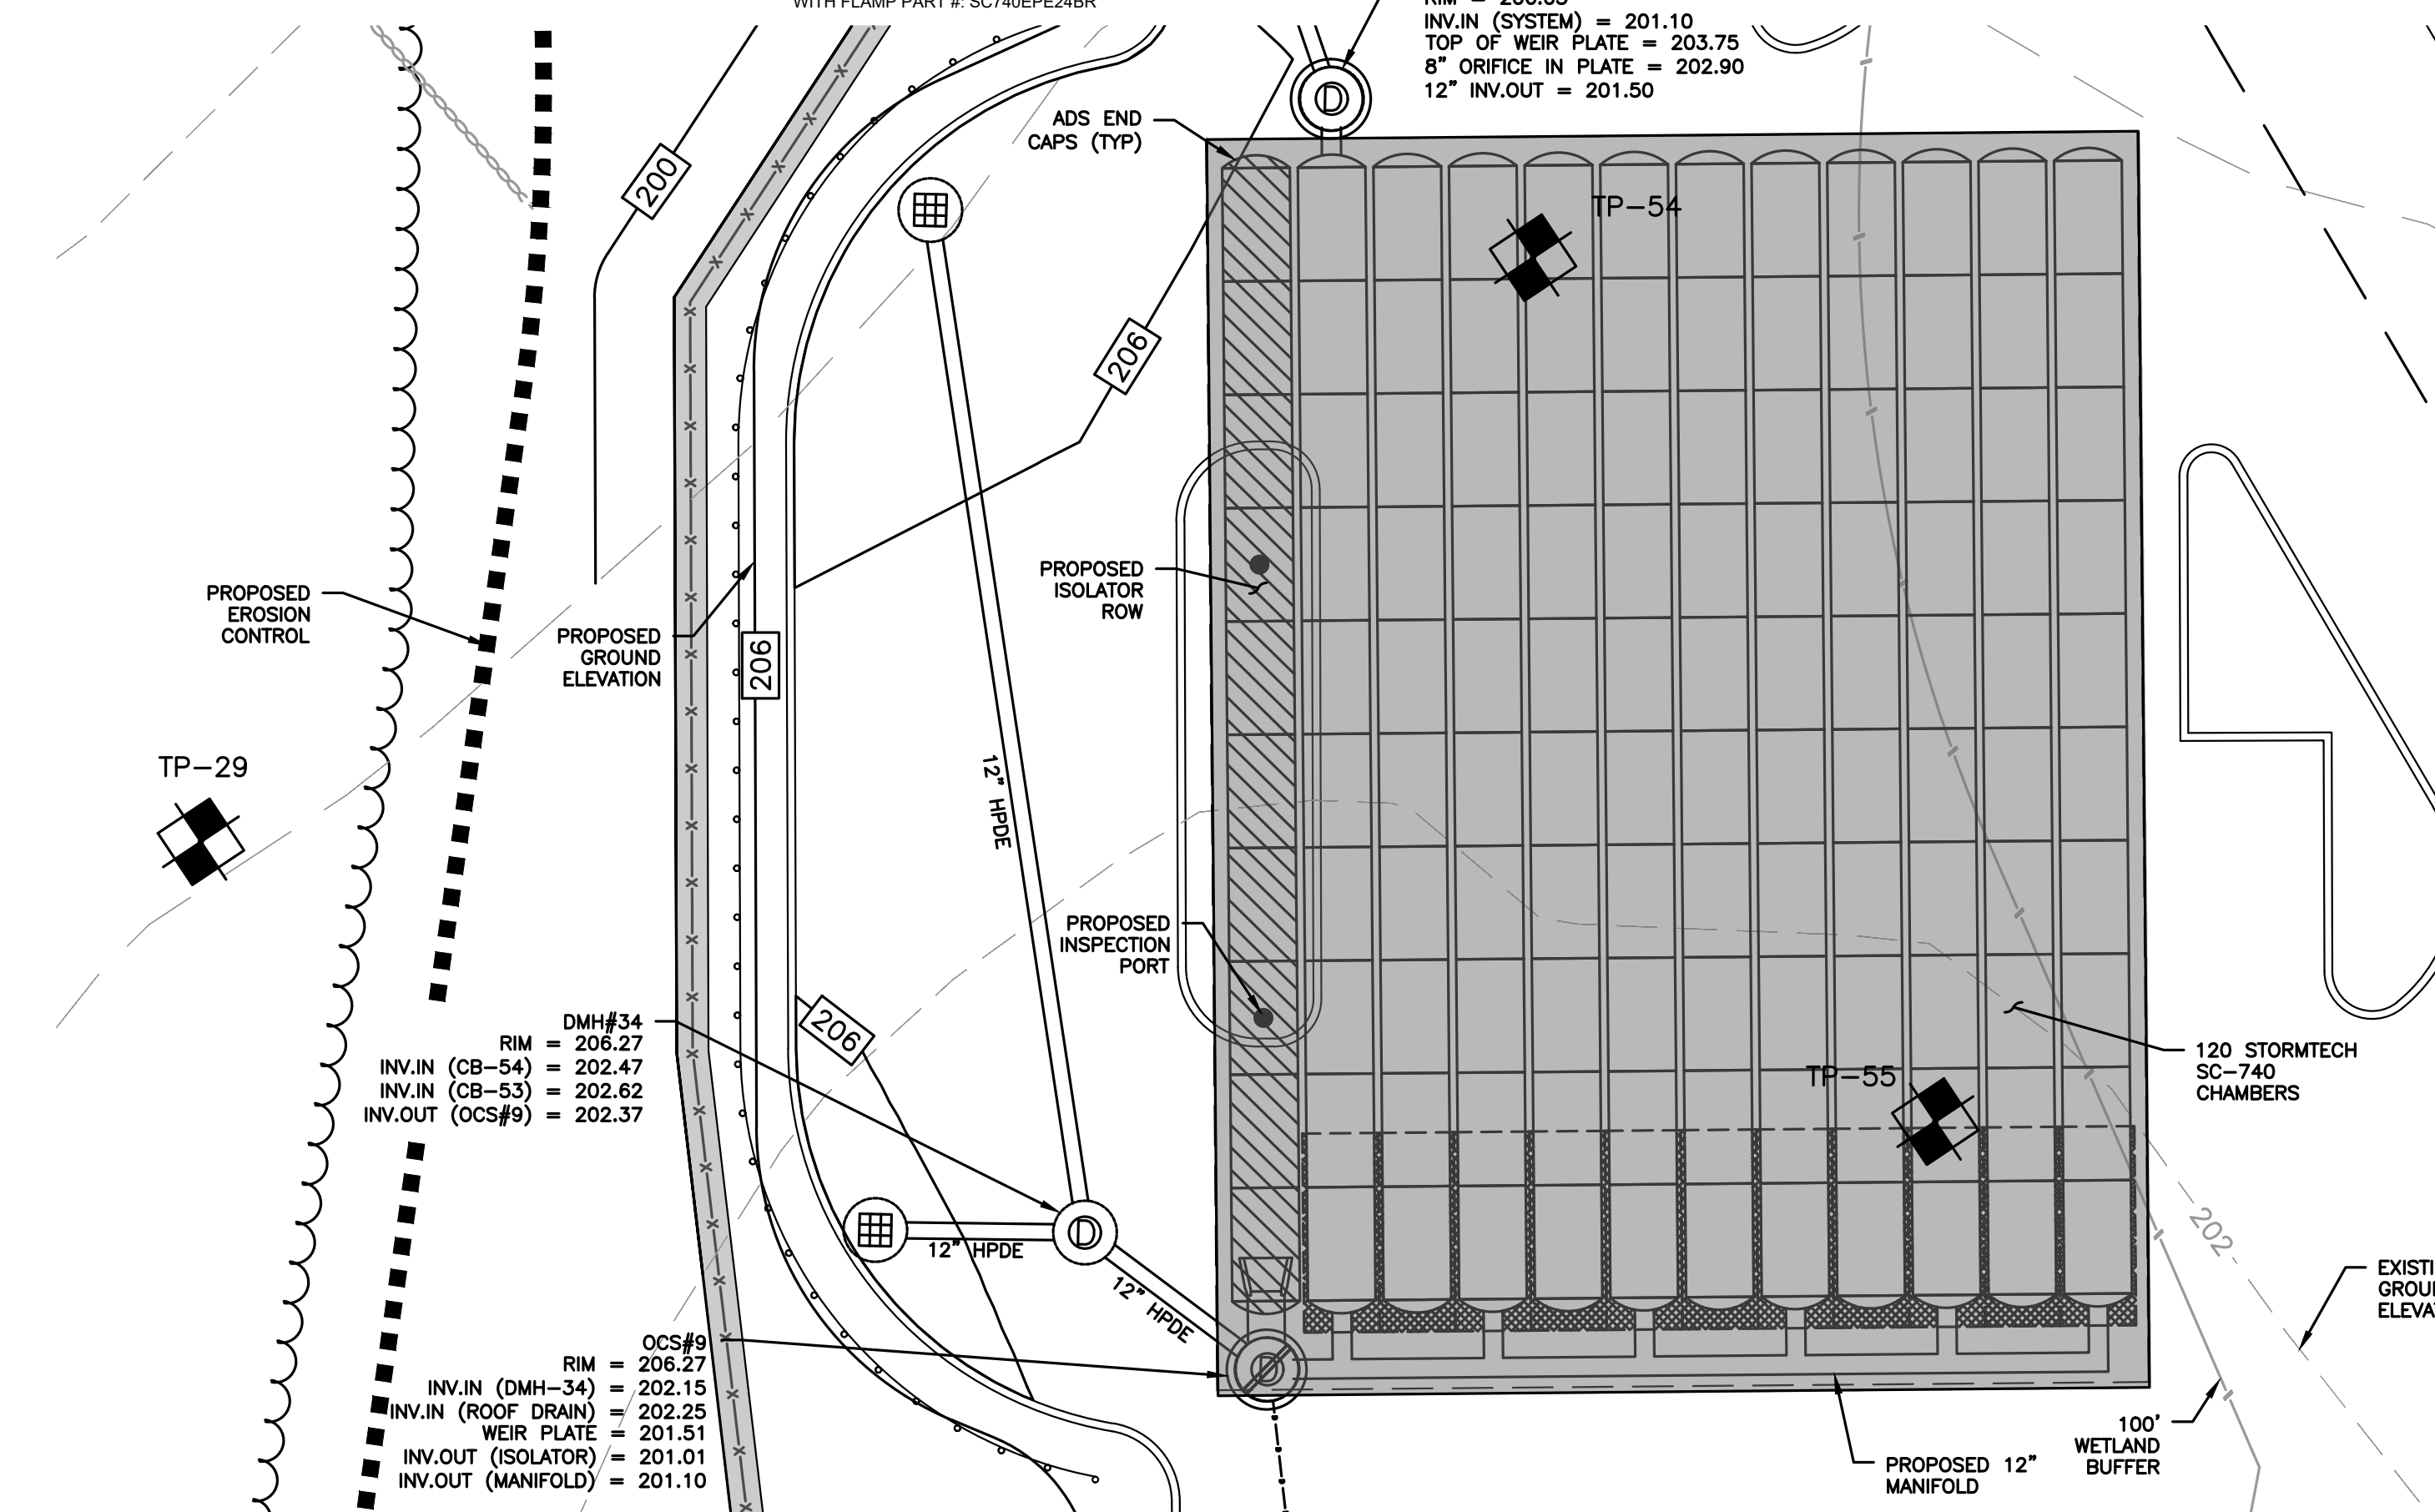 WITH FLAMP PART #: SC740EPE24BR
INV.IN (SYSTEM) = 201.10
TOP OF WEIR PLATE = 203.75
8" ORIFICE IN PLATE = 202.90
12" INV.OUT = 201.50
D
ADS END
CAPS (TYP)
200
TP-54
206
PROPOSED
ISOLATOR
ROW
PROPOSED
EROSION
CONTROL
PROPOSED
GROUND
ELEVATION
206
12" HPDE
TP-29
PROPOSED
INSPECTION
PORT
206
DMH#34
RIM = 206.27
INV.IN (CB-54) = 202.47
INV.IN (CB-53) = 202.62
INV.OUT (OCS#9) = 202.37
120 STORMTECH
SC-740
CHAMBERS
TP-55
D
12" HPDE
12" HPDE
202
OCS#9
RIM = 206.27
INV.IN (DMH-34) = 202.15
INV.IN (ROOF DRAIN) = 202.25
WEIR PLATE = 201.51
INV.OUT (ISOLATOR) = 201.01
INV.OUT (MANIFOLD) = 201.10
D
PROPOSED 12"
MANIFOLD
100'
WETLAND
BUFFER